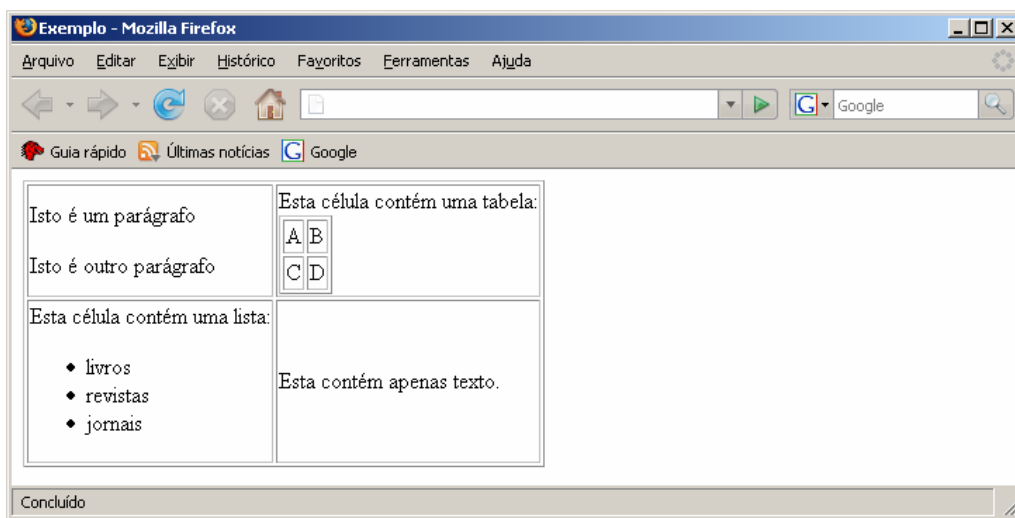 Exemplo - Mozilla Firefox
Arquivo Editar Exibir Histórico Favoritos Ferramentas Ajuda
G Google
Guia rápido Últimas notícias G Google
Isto é um parágrafo
Isto é outro parágrafo
Esta célula contém uma tabela:
A B
C D
Esta célula contém uma lista:
livros
revistas
jornais
Esta contém apenas texto.
Concluído